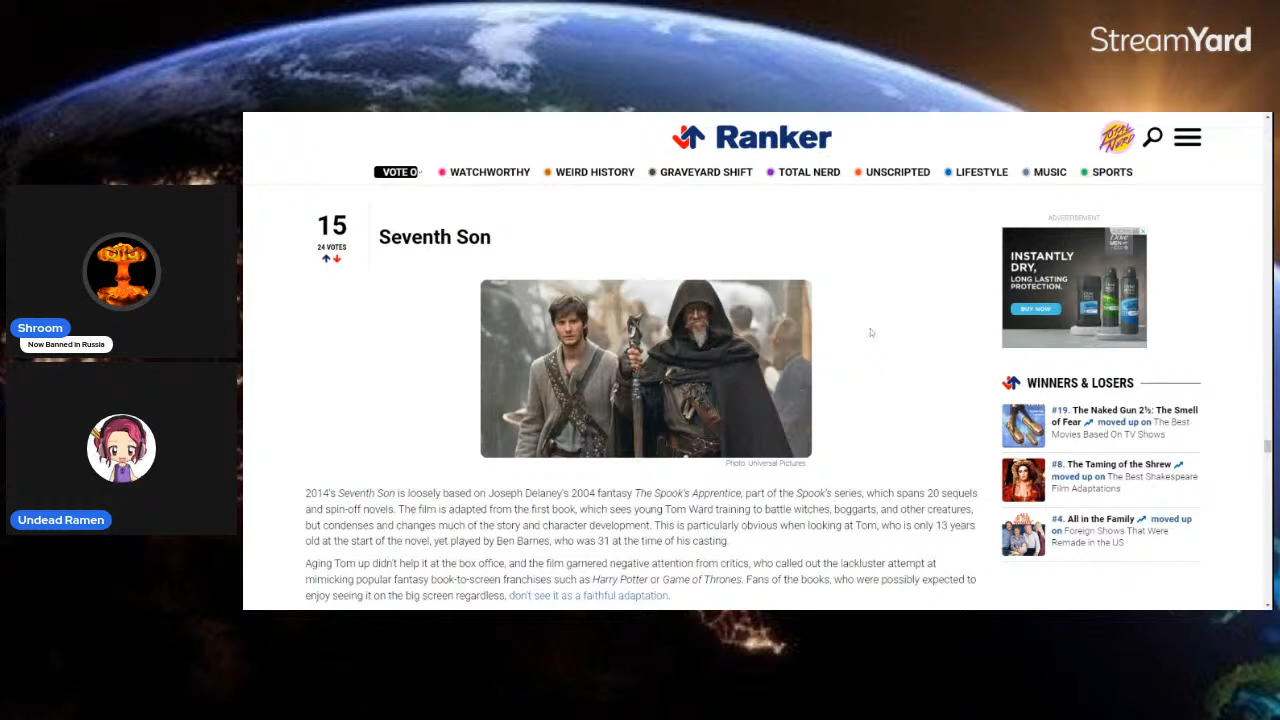 StreamYard
Ranker
VOTE O
WATCHWORTHY
WEIRD HISTORY
GRAVEYARD SHIFT
TOTAL NERD
UNSCRIPTED
LIFESTYLE
MUSIC
SPORTS
TOTAL NERD
15
24 VOTES
Seventh Son
Photo: Universal Pictures
2014's Seventh Son is loosely based on Joseph Delaney's 2004 fantasy The Spook's Apprentice, part of the Spook's series, which spans 20 sequels
and spin-off novels. The film is adapted from the first book, which sees young Tom Ward training to battle witches, boggarts, and other creatures,
but condenses and changes much of the story and character development. This is particularly obvious when looking at Tom, who is only 13 years
old at the start of the novel, yet played by Ben Barnes, who was 31 at the time of his casting.
Aging Tom up didn't help it at the box office, and the film garnered negative attention from critics, who called out the lackluster attempt at
mimicking popular fantasy book-to-screen franchises such as Harry Potter or Game of Thrones. Fans of the books, who were possibly expected to
enjoy seeing it on the big screen regardless, don't see it as a faithful adaptation.
ADVERTISEMENT
Dove
MEN
INSTANTLY
DRY,
LONG LASTING
PROTECTION.
BUY NOW
WINNERS & LOSERS
#19. The Naked Gun 2½: The Smell
of Fear moved up on The Best
Movies Based On TV Shows
#8. The Taming of the Shrew
moved up on The Best Shakespeare
Film Adaptations
#4. All in the Family moved up
on Foreign Shows That Were
Remade in the US
Shroom
Now Banned in Russia
Undead Ramen